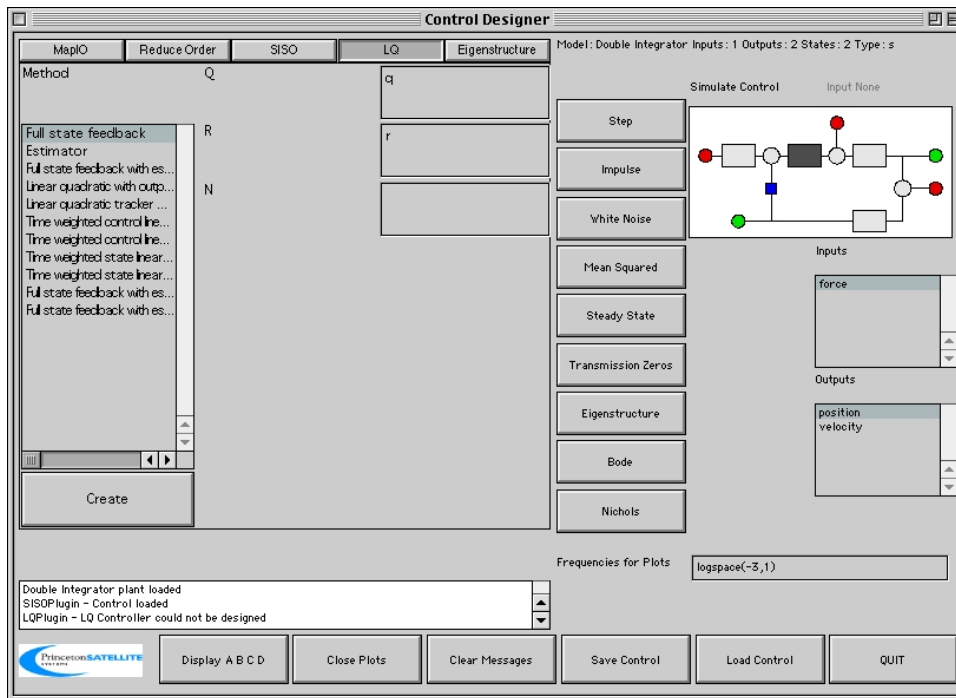 Control Designer
MapIO
Reduce Order
SISO
LQ
Eigenstructure
Model: Double Integrator Inputs: 1 Outputs: 2 States: 2 Type: s
Method
Q
q
R
r
N
Full state feedback
Estimator
Full state feedback with es...
Linear quadratic with outp...
Linear quadratic tracker ...
Time weighted control line...
Time weighted control line...
Time weighted state linear...
Time weighted state linear...
Full state feedback with es...
Full state feedback with es...
Create
Step
Impulse
White Noise
Mean Squared
Steady State
Transmission Zeros
Eigenstructure
Bode
Nichols
Simulate Control
Input None
Inputs
force
Outputs
position
velocity
Frequencies for Plots
logspace(-3,1)
Double Integrator plant loaded
SISOPlugin - Control loaded
LQPlugin - LQ Controller could not be designed
Princeton SATELLITE
SYSTEMS
Display A B C D
Close Plots
Clear Messages
Save Control
Load Control
QUIT